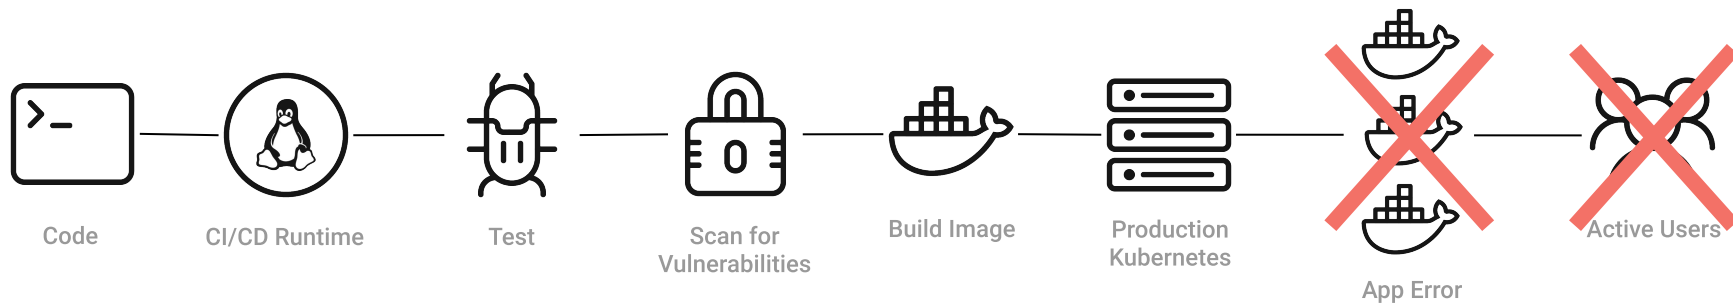 Code
CI/CD Runtime
Test
Scan for
Vulnerabilities
Build Image
Production
Kubernetes
App Error
Active Users